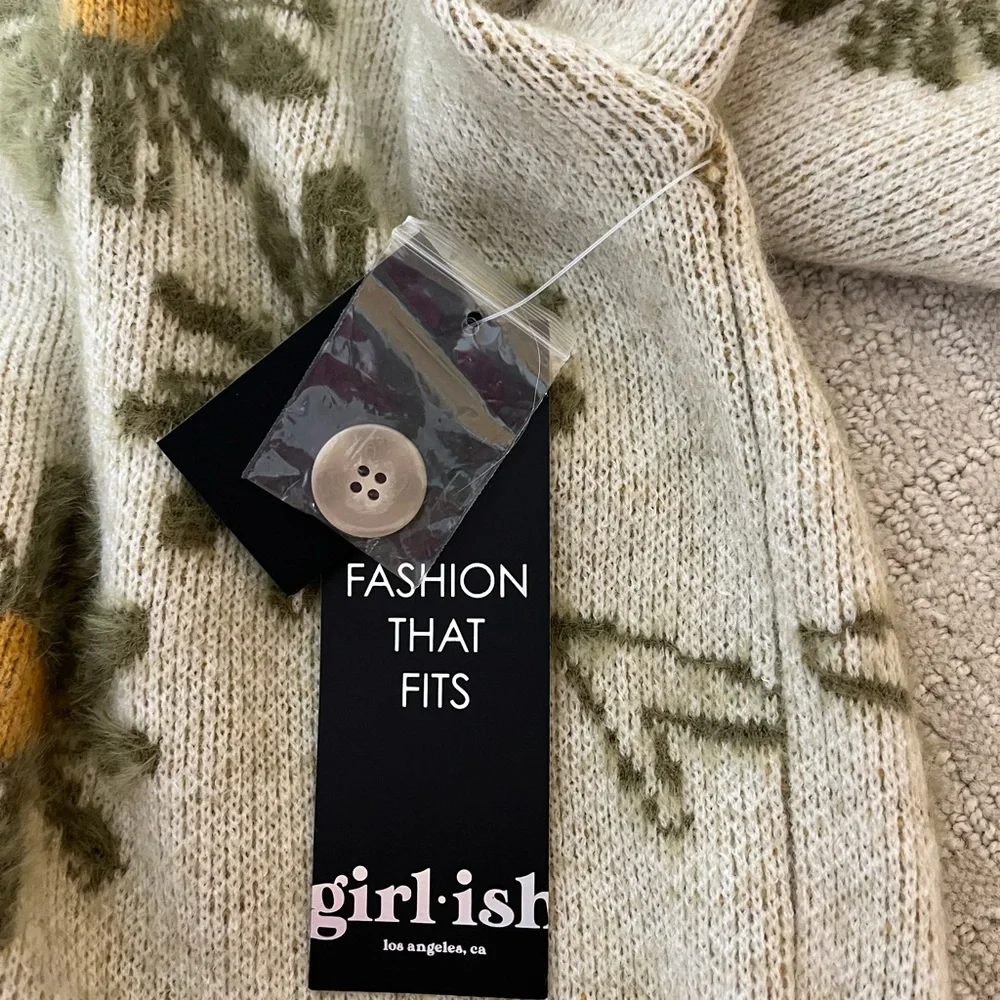 FASHION
THAT
FITS
girl·ish
los angeles, ca